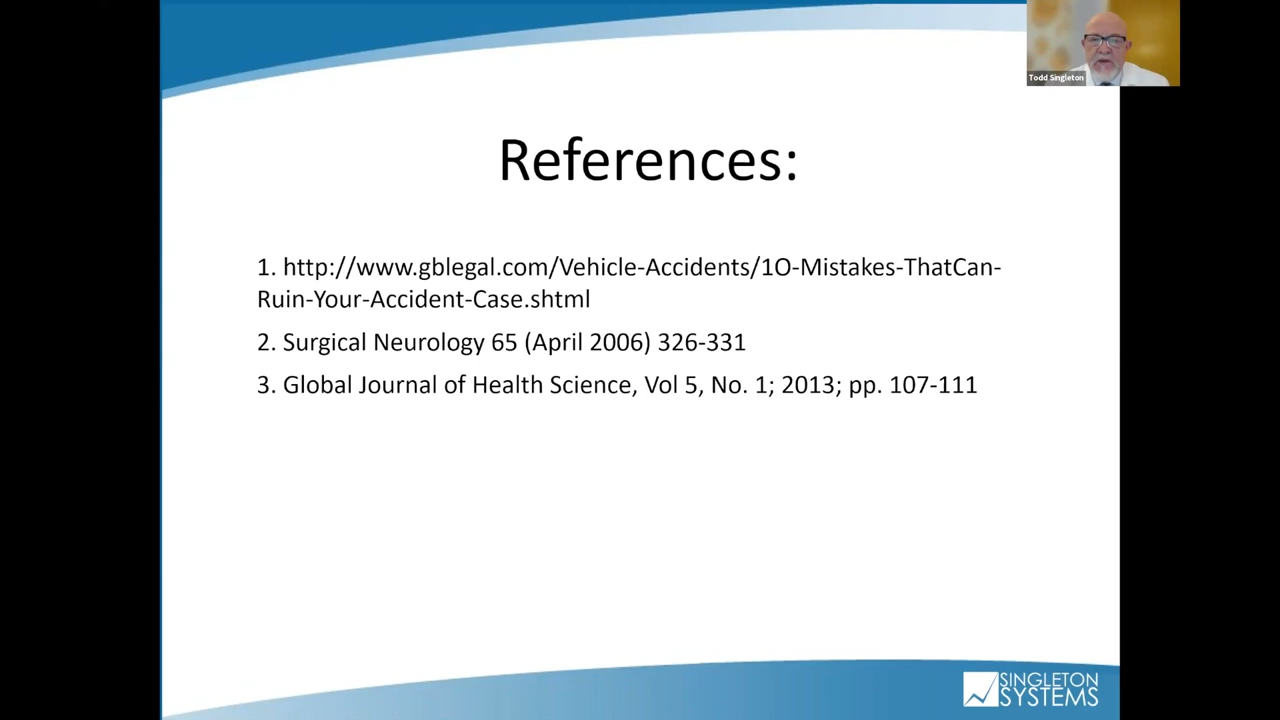 Todd Singleton
References:
1. http://www.gblegal.com/Vehicle-Accidents/1O-Mistakes-ThatCan-
Ruin-Your-Accident-Case.shtml
2. Surgical Neurology 65 (April 2006) 326-331
3. Global Journal of Health Science, Vol 5, No. 1; 2013; pp. 107-111
SINGLETON
SYSTEMS